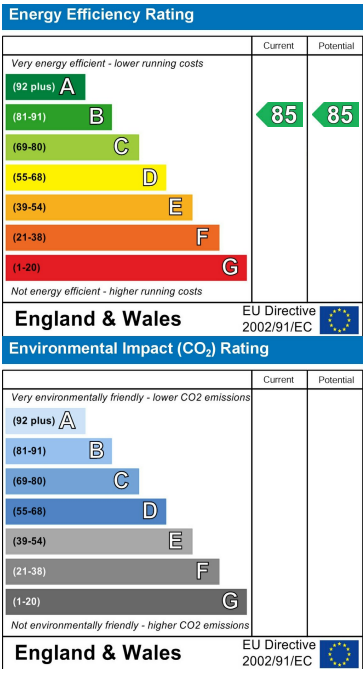 Energy Efficiency Rating
Current Potential
Very energy efficient - lower running costs
(92 plus) A
(81-91) B 85 85
(69-80) C
(55-68) D
(39-54) E
(21-38) F
(1-20) G
Not energy efficient - higher running costs
England & Wales EU Directive
2002/91/EC
Environmental Impact (CO₂) Rating
Current Potential
Very environmentally friendly - lower CO2 emissions
(92 plus) A
(81-91) B
(69-80) C
(55-68) D
(39-54) E
(21-38) F
(1-20) G
Not environmentally friendly - higher CO2 emissions
England & Wales EU Directive
2002/91/EC